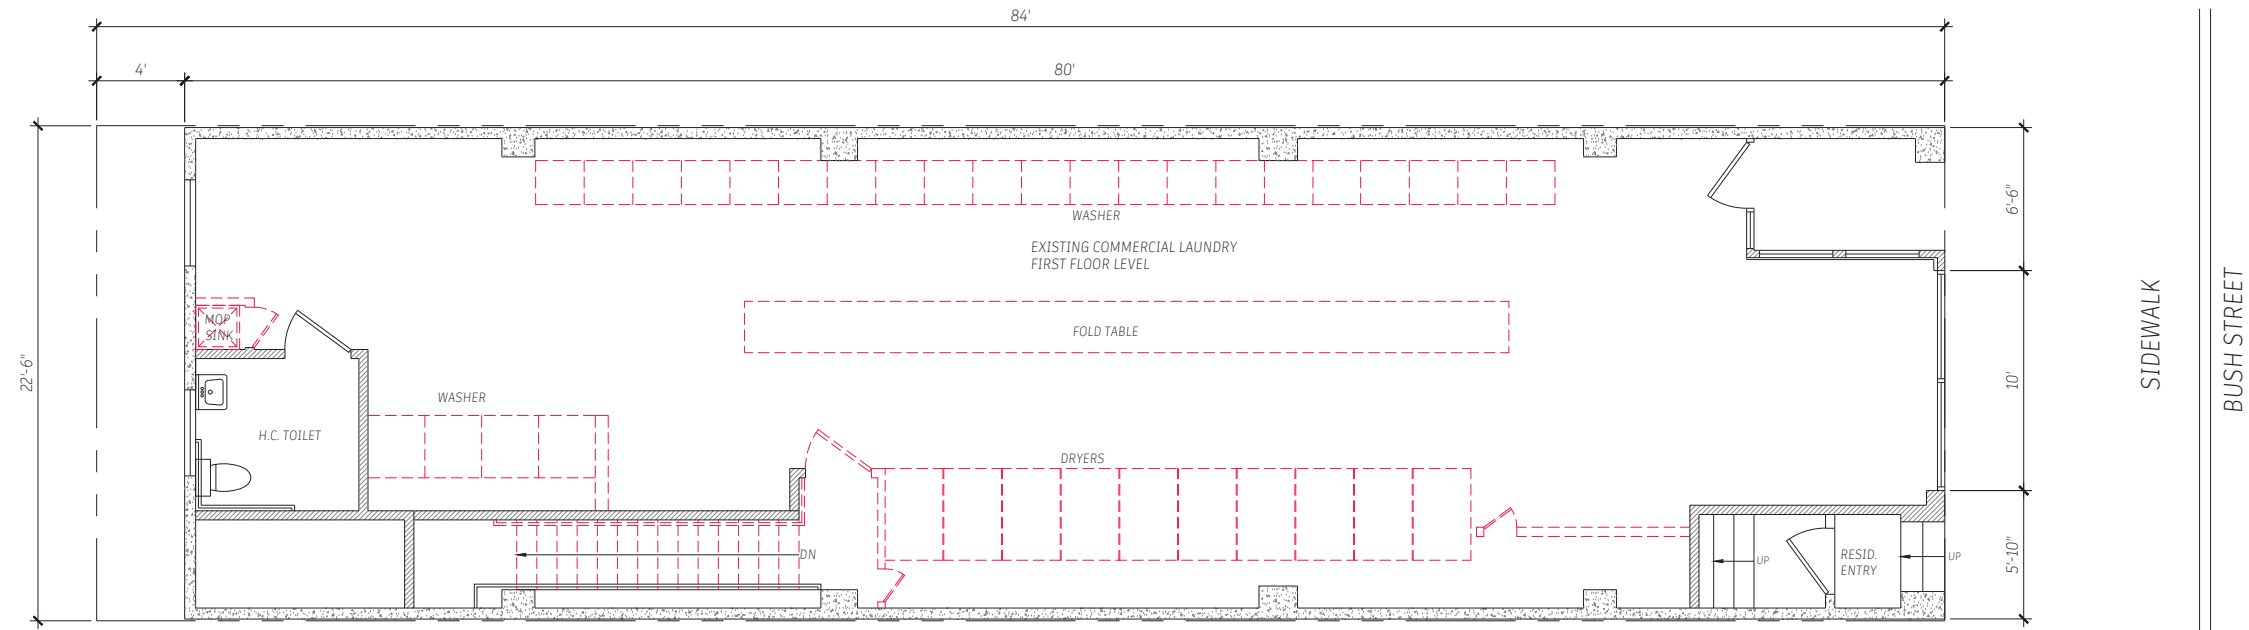 84'
4'
80'
22'-6"
6'-6"
10'
5'-10"
WASHER
EXISTING COMMERCIAL LAUNDRY
FIRST FLOOR LEVEL
MOP
SINK
FOLD TABLE
WASHER
H.C. TOILET
DRYERS
DN
UP
RESID.
ENTRY
UP
SIDEWALK
BUSH STREET